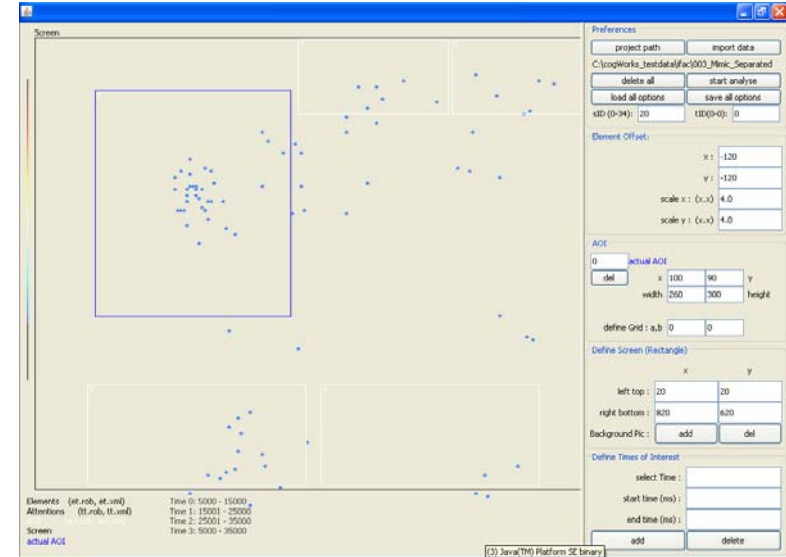 Screen
Preferences
project path import data
C:\cogWorks_testdata\ifac\003_Mimic_Separated
delete all start analyse
load all options save all options
sID (0-34): 20 tID(0-0): 0
Element Offset:
x : -120
y : -120
scale x : (x.x) 4.0
scale y : (x.x) 4.0
AOI
0 actual AOI
del x 100 90 y
width 260 300 height
define Grid : a,b 0 0
Define Screen (Rectangle)
x y
left top : 20 20
right bottom : 820 620
Background Pic : add del
Define Times of Interest
select Time :
start time (ms) :
end time (ms) :
add delete
Elements (et.rob, et.xml) Time 0: 5000 - 15000
Attentions (tt.rob, tt.xml) Time 1: 15001 - 25000
Time 2: 25001 - 35000
Screen Time 3: 5000 - 35000
actual AOI
(3) Java(TM) Platform SE binary